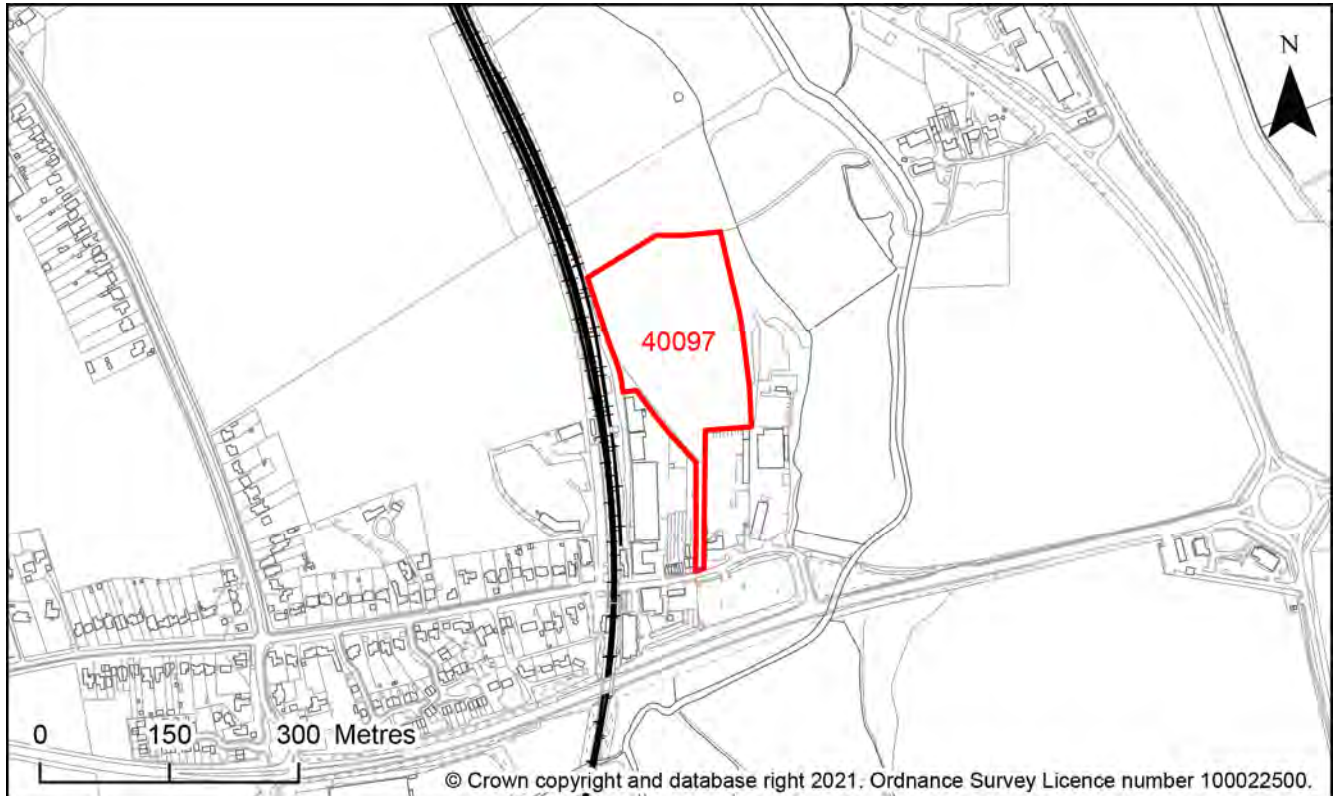 N
40097
0 150 300 Metres
© Crown copyright and database right 2021. Ordnance Survey Licence number 100022500.